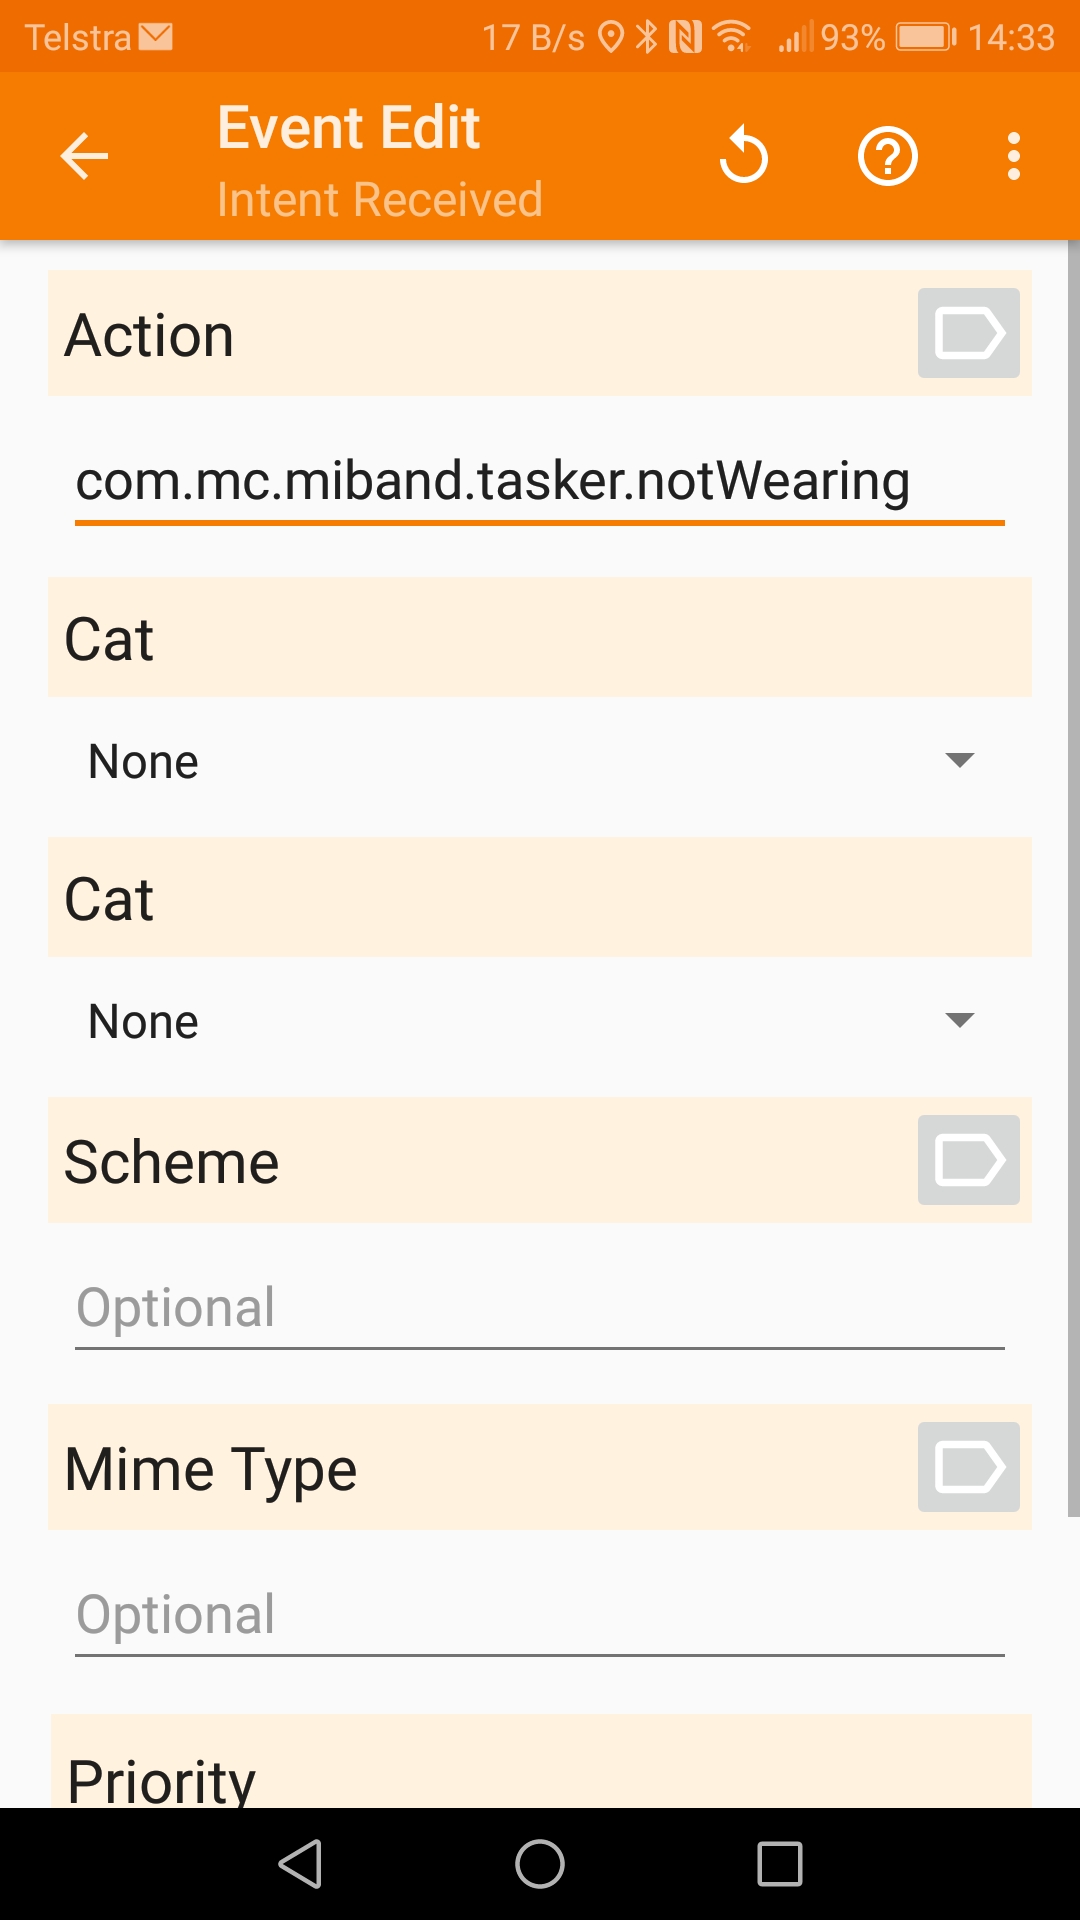 Telstra 17 B/s 93% 14:33
Event Edit
Intent Received
Action
com.mc.miband.tasker.notWearing
Cat
None
Cat
None
Scheme
Optional
Mime Type
Optional
Priority